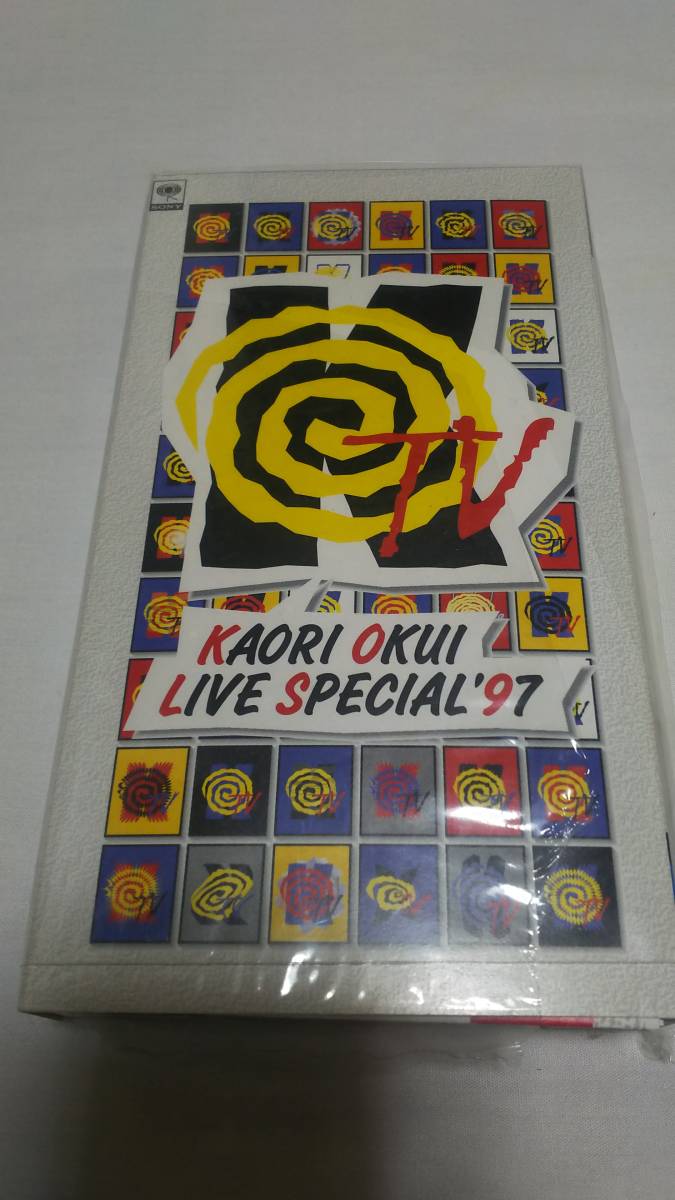 SONY
K TV
KAORI OKUI
LIVE SPECIAL'97